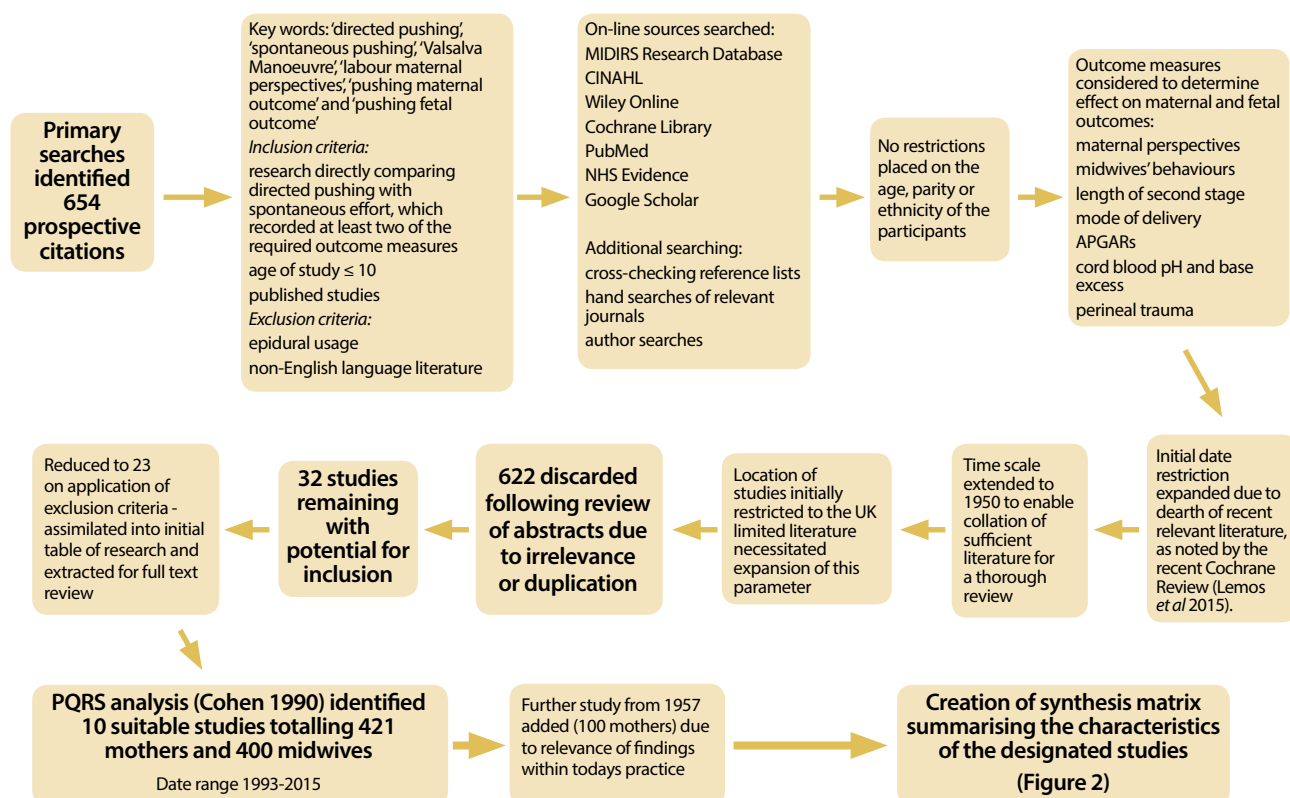 Primary
searches
identified
654
prospective
citations
Key words: 'directed pushing',
'spontaneous pushing', 'Valsalva
Manoeuvre', 'labour maternal
perspectives', 'pushing maternal
outcome' and 'pushing fetal
outcome'
Inclusion criteria:
research directly comparing
directed pushing with
spontaneous effort, which
recorded at least two of the
required outcome measures
age of study ≤ 10
published studies
Exclusion criteria:
epidural usage
non-English language literature
On-line sources searched:
MIDIRS Research Database
CINAHL
Wiley Online
Cochrane Library
PubMed
NHS Evidence
Google Scholar
Additional searching:
cross-checking reference lists
hand searches of relevant
journals
author searches
No restrictions
placed on the
age, parity or
ethnicity of the
participants
Outcome measures
considered to determine
effect on maternal and fetal
outcomes:
maternal perspectives
midwives' behaviours
length of second stage
mode of delivery
APGARs
cord blood pH and base
excess
perineal trauma
Initial date
restriction
expanded due to
dearth of recent
relevant literature,
as noted by the
recent Cochrane
Review (Lemos
et al 2015).
Time scale
extended to 1950 to enable
collation of
sufficient
literature for
a thorough
review
Location of
studies initially
restricted to the UK
limited literature
necessitated
expansion of this
parameter
622 discarded
following review
of abstracts due
to irrelevance
or duplication
32 studies
remaining
with
potential for
inclusion
Reduced to 23
on application of
exclusion criteria -
assimilated into initial
table of research and
extracted for full text
review
PQRS analysis (Cohen 1990) identified
10 suitable studies totalling 421
mothers and 400 midwives
Date range 1993-2015
Further study from 1957
added (100 mothers) due
to relevance of findings
within todays practice
Creation of synthesis matrix
summarising the characteristics
of the designated studies
(Figure 2)